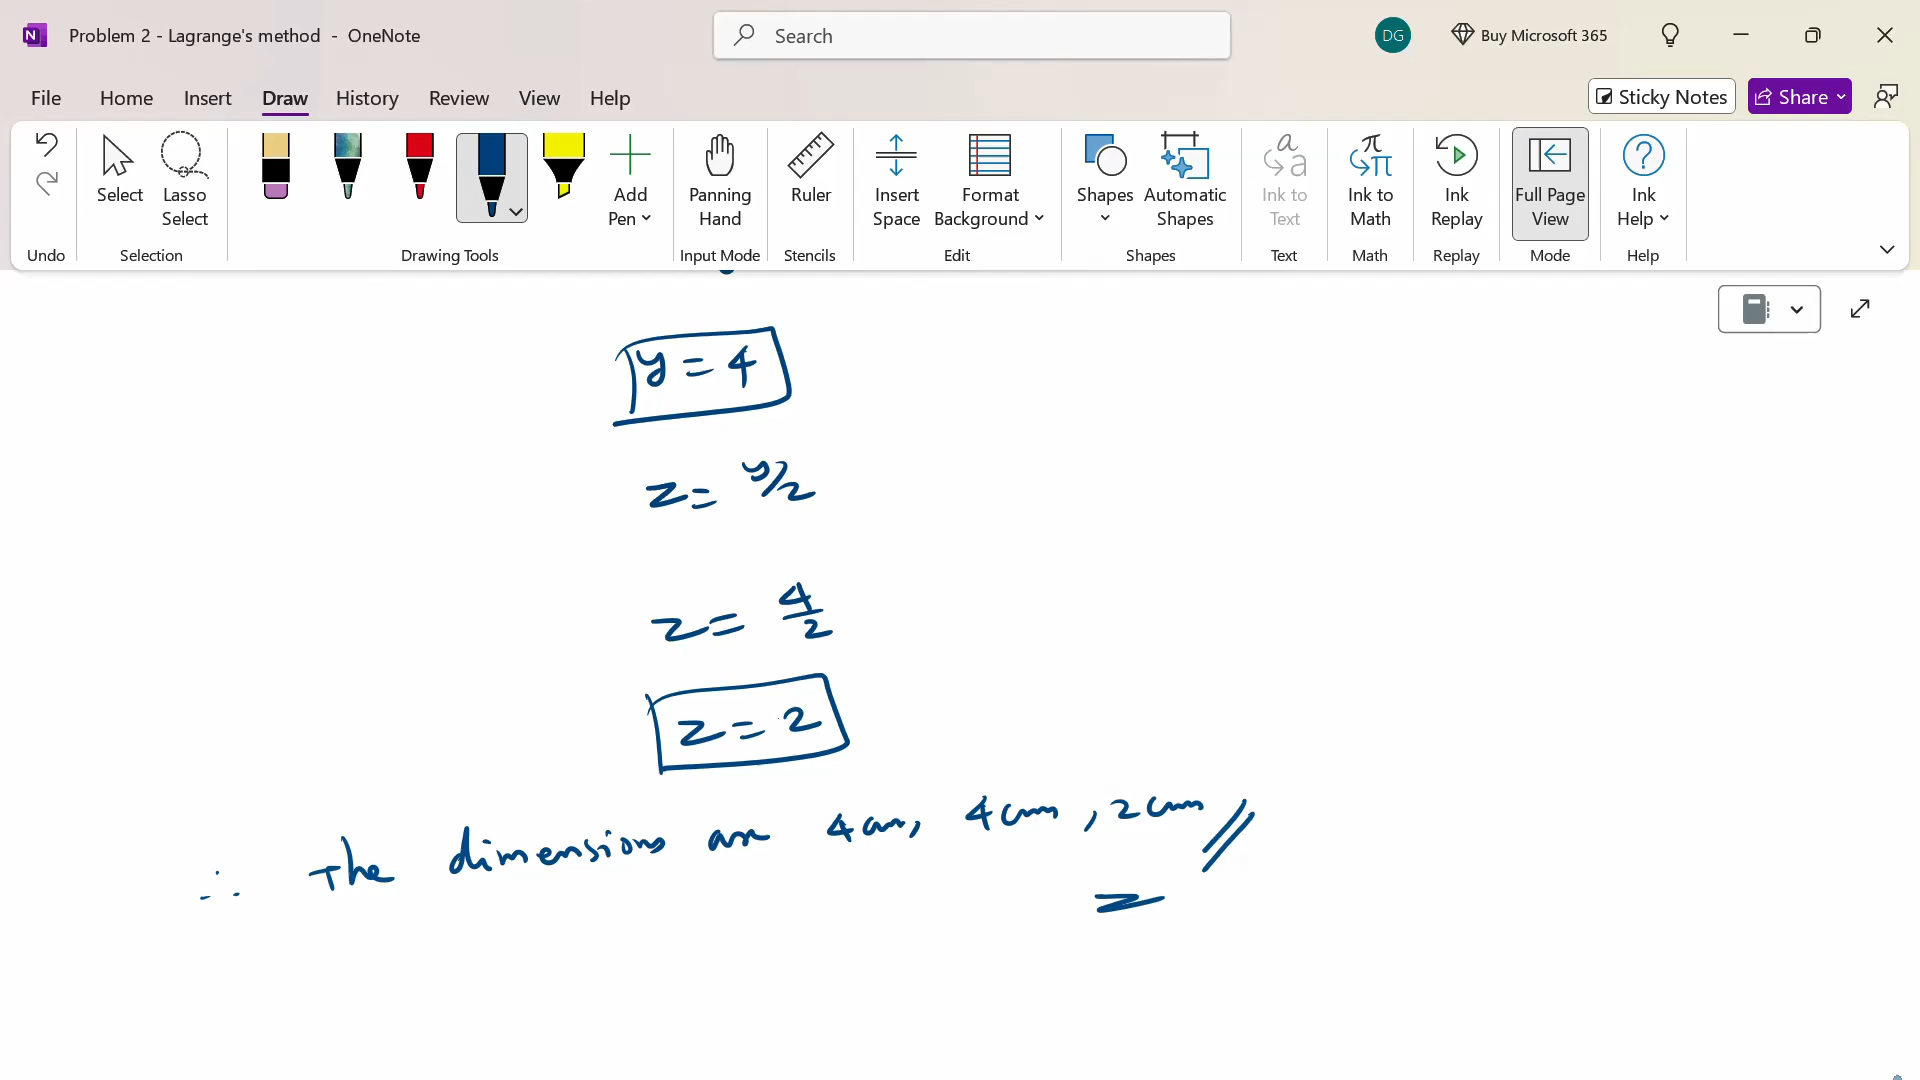 Problem 2 - Lagrange's method - OneNote
Search
DG
Buy Microsoft 365
File Home Insert Draw History Review View Help
Sticky Notes
Share
Select
Lasso Select
Add Pen
Panning Hand
Ruler
Insert Space
Format Background
Shapes
Automatic Shapes
Ink to Text
Ink to Math
Ink Replay
Full Page View
Ink Help
Undo Selection Drawing Tools Input Mode Stencils Edit Shapes Text Math Replay Mode Help
y = 4
z = y/2
z = 4/2
z = 2
∴ The dimensions are 4cm, 4cm, 2cm //